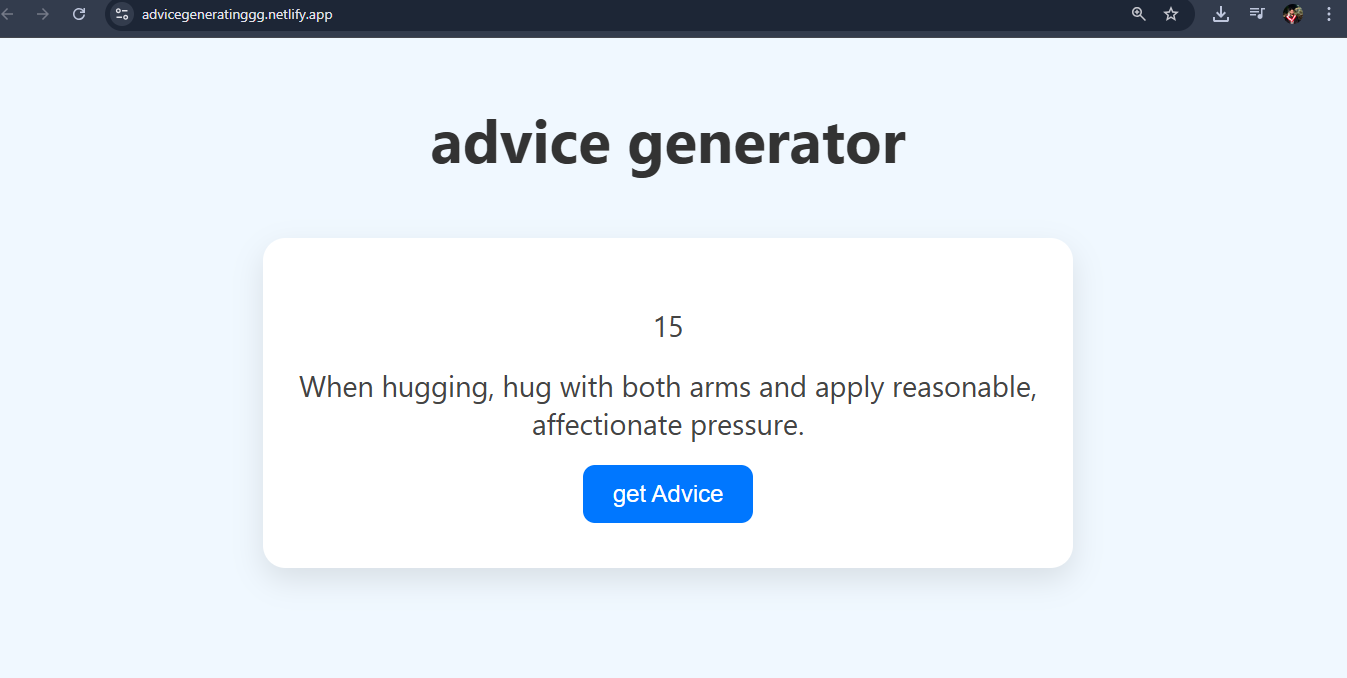 advicegeneratinggg.netlify.app
advice generator
15
When hugging, hug with both arms and apply reasonable,
affectionate pressure.
get Advice